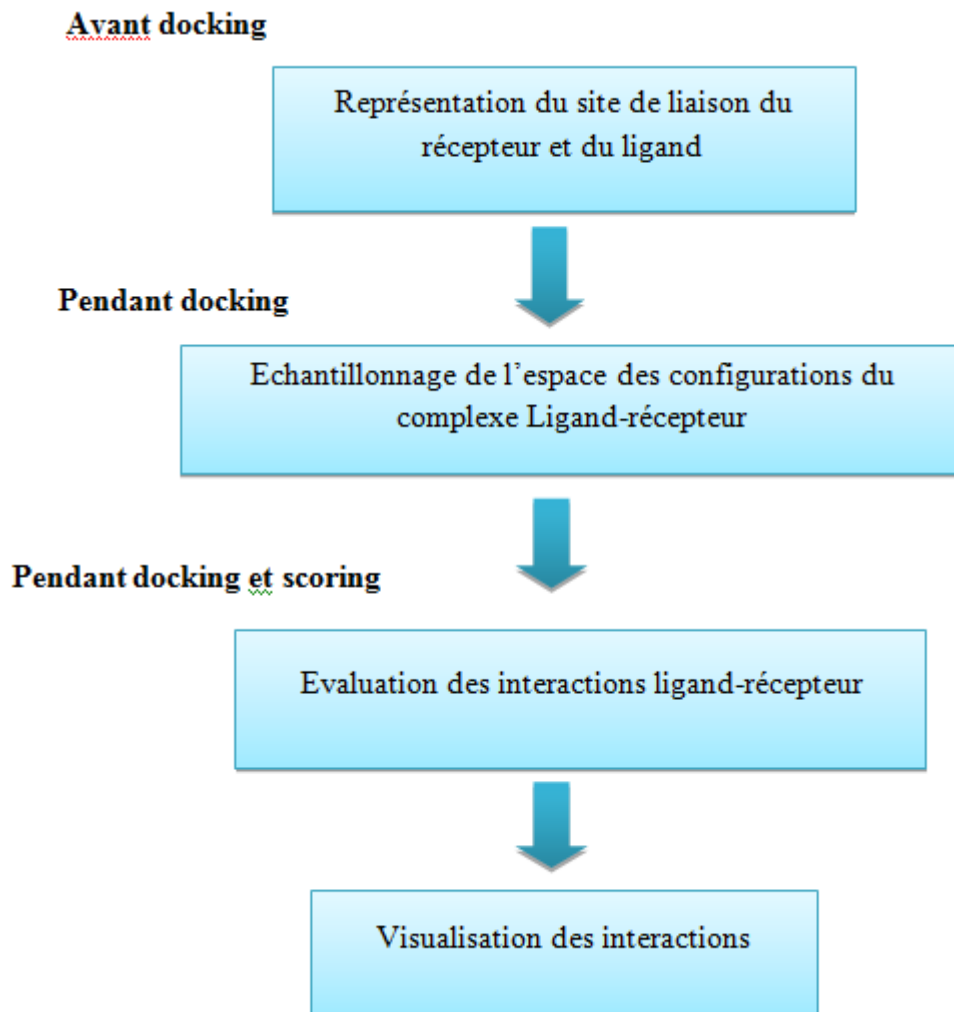 Avant docking
Représentation du site de liaison du
récepteur et du ligand
Pendant docking
Echantillonnage de l’espace des configurations du
complexe Ligand-récepteur
Pendant docking et scoring
Evaluation des interactions ligand-récepteur
Visualisation des interactions